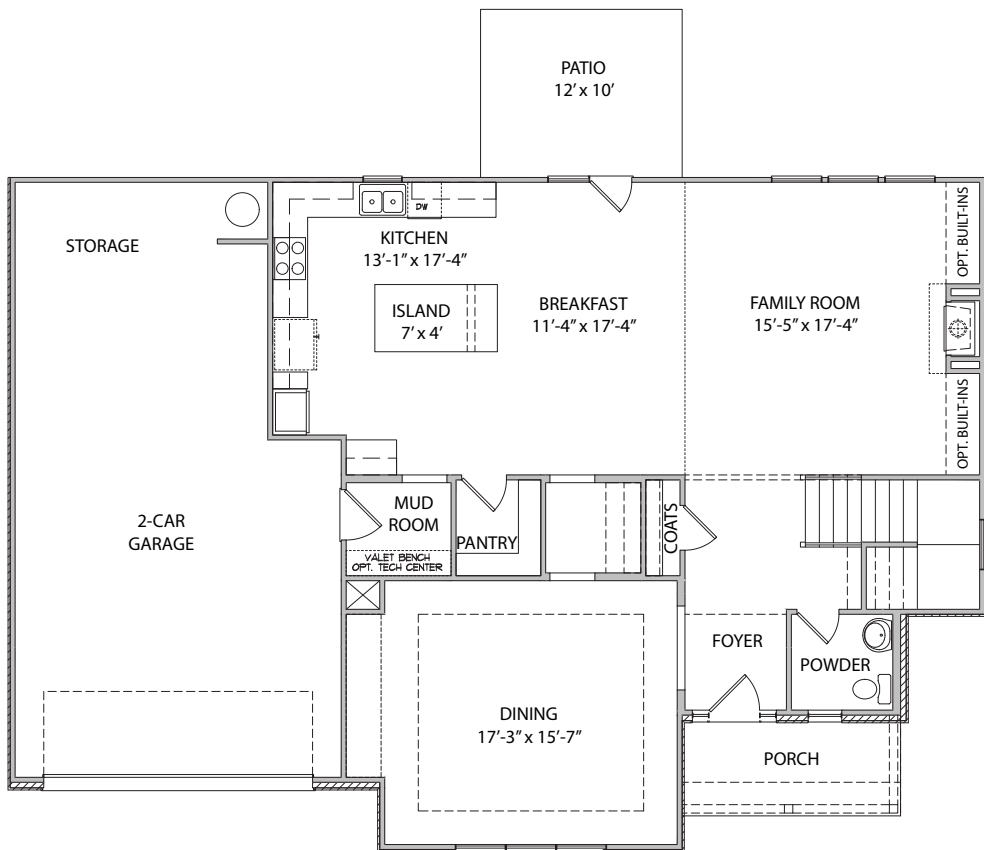 PATIO
12’ x 10’
STORAGE
DW
KITCHEN
13’-1” x 17’-4”
ISLAND
7’ x 4’
BREAKFAST
11’-4” x 17’-4”
FAMILY ROOM
15’-5” x 17’-4”
OPT. BUILT-INS
OPT. BUILT-INS
2-CAR
GARAGE
MUD
ROOM
VALET BENCH
OPT. TECH CENTER
PANTRY
COATS
FOYER
POWDER
DINING
17’-3” x 15’-7”
PORCH